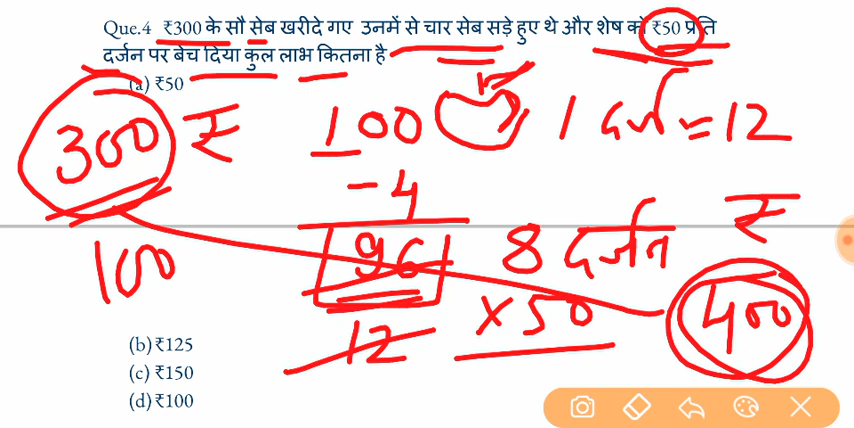 Que.4 ₹300 के सौ सेब खरीदे गए उनमें से चार सेब सड़े हुए थे और शेष को ₹50 प्रति
दर्जन पर बेच दिया कुल लाभ कितना है
(a) ₹50
300 ₹ 100 1 दर्जन = 12
- 4
100 96 8 दर्जन ₹
12 × 50 400
(b) ₹125
(c) ₹150
(d) ₹100